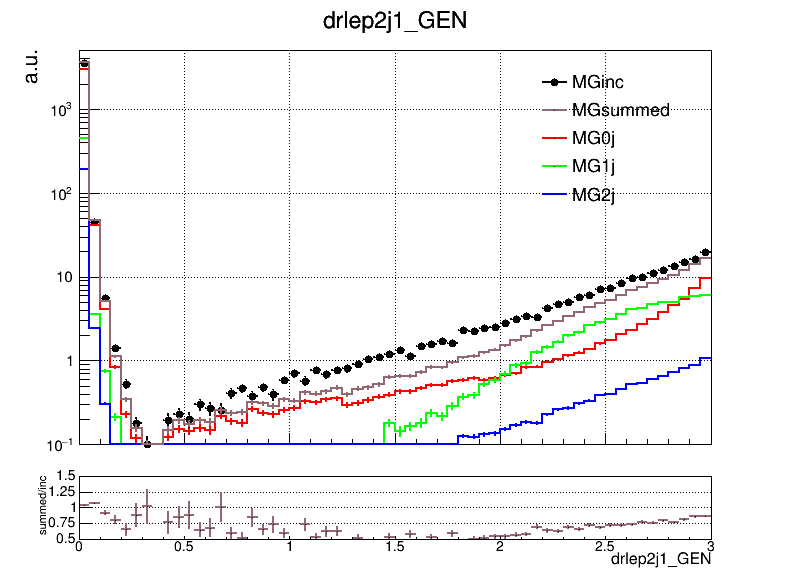 drlep2j1_GEN
a.u.
MGinc
MGsummed
MG0j
MG1j
MG2j
10³
10²
10
1
10⁻¹
summed/inc
1.5
1.25
1
0.75
0.5
0 0.5 1 1.5 2 2.5 3
drlep2j1_GEN